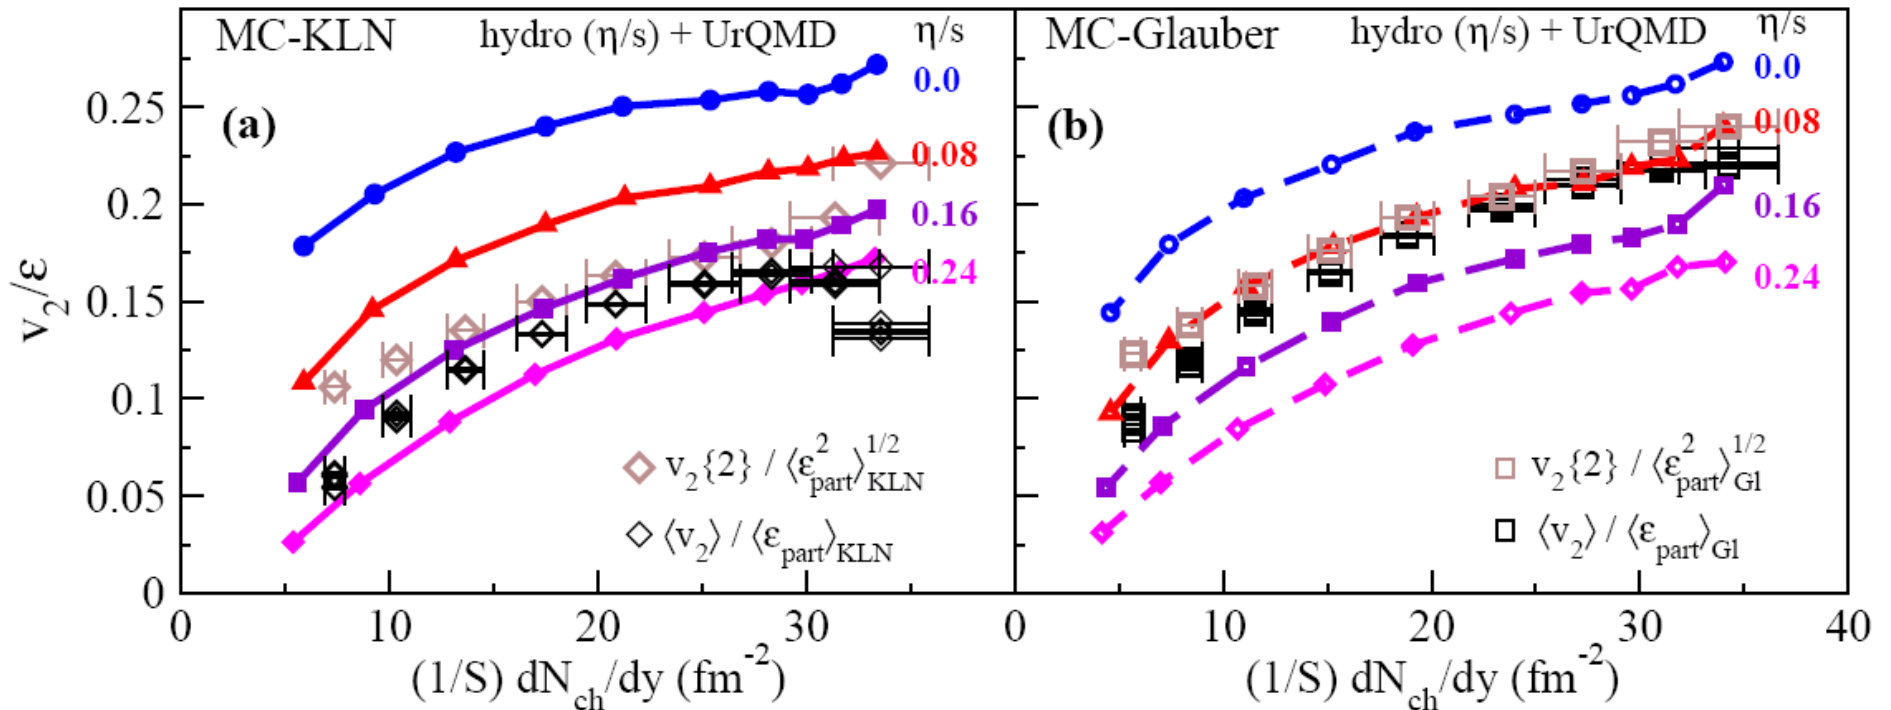 MC-KLN hydro (η/s) + UrQMD η/s
0.0
(a)
0.08
0.16
0.24
v₂{2} / ⟨ε²part⟩¹/²KLN
⟨v₂⟩ / ⟨εpart⟩KLN
MC-Glauber hydro (η/s) + UrQMD η/s
0.0
(b)
0.08
0.16
0.24
v₂{2} / ⟨ε²part⟩¹/²Gl
⟨v₂⟩ / ⟨εpart⟩Gl
v₂/ε
0.25
0.2
0.15
0.1
0.05
0
0 10 20 30 0 10 20 30 40
(1/S) dNch/dy (fm⁻²) (1/S) dNch/dy (fm⁻²)